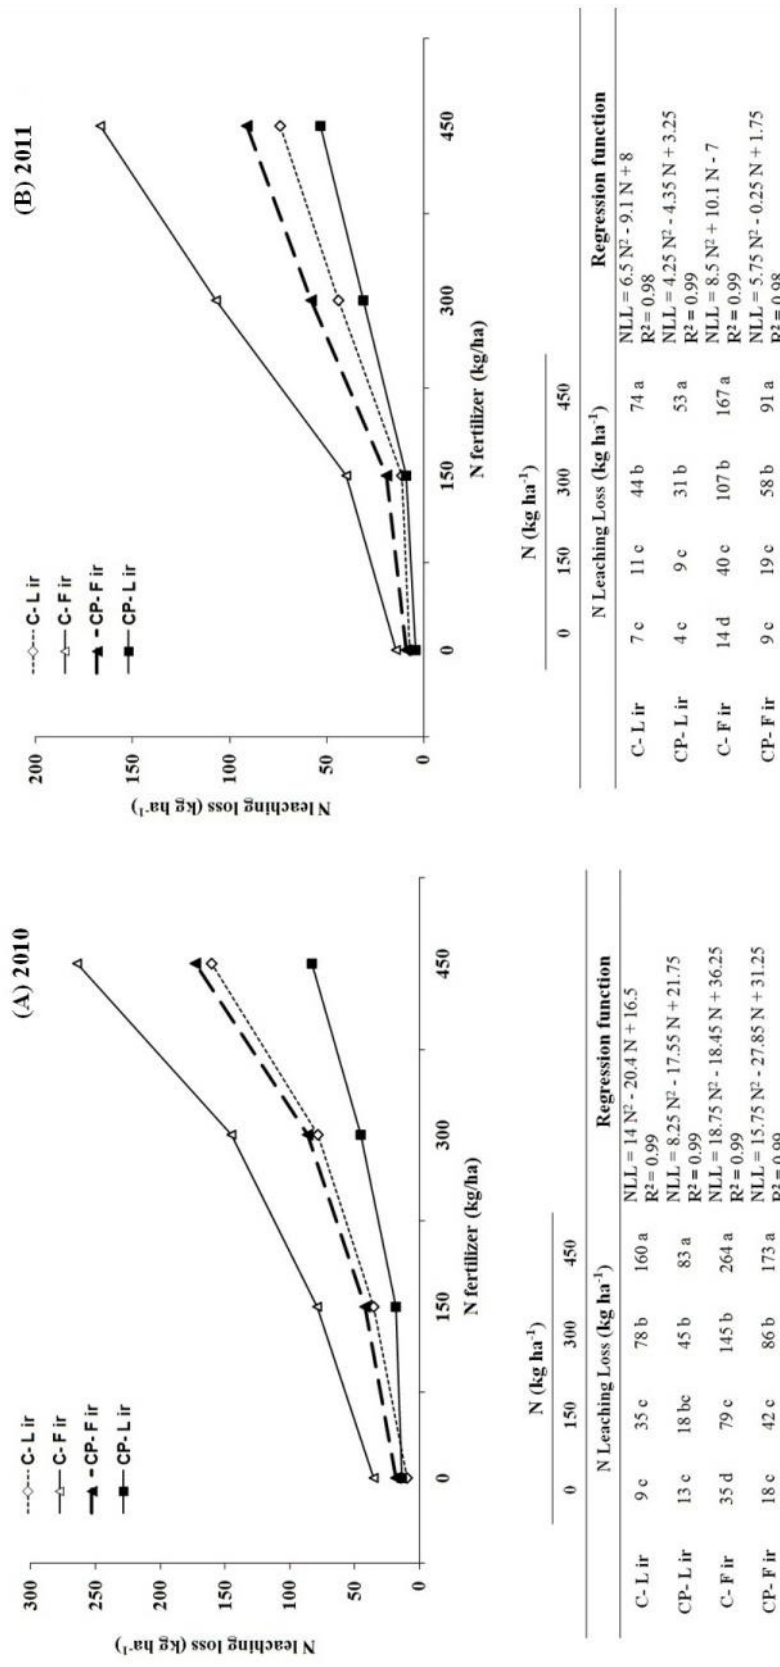 (A) 2010
C- L ir
C- F ir
CP- F ir
CP- L ir
300
250
200
150
100
50
0
N leaching loss (kg ha-1)
0 150 300 450
N fertilizer (kg/ha)
N (kg ha-1)
0 150 300 450
N Leaching Loss (kg ha-1) Regression function
C- L ir 9 c 35 c 78 b 160 a NLL = 14 N² - 20.4 N + 16.5
R² = 0.99
CP- L ir 13 c 18 bc 45 b 83 a NLL = 8.25 N² - 17.55 N + 21.75
R² = 0.99
C- F ir 35 d 79 c 145 b 264 a NLL = 18.75 N² - 18.45 N + 36.25
R² = 0.99
CP- F ir 18 c 42 c 86 b 173 a NLL = 15.75 N² - 27.85 N + 31.25
R² = 0.99
(B) 2011
C- L ir
C- F ir
CP- F ir
CP- L ir
200
150
100
50
0
N leaching loss (kg ha-1)
0 150 300 450
N fertilizer (kg/ha)
N (kg ha-1)
0 150 300 450
N Leaching Loss (kg ha-1) Regression function
C- L ir 7 c 11 c 44 b 74 a NLL = 6.5 N² - 9.1 N + 8
R² = 0.98
CP- L ir 4 c 9 c 31 b 53 a NLL = 4.25 N² - 4.35 N + 3.25
R² = 0.99
C- F ir 14 d 40 c 107 b 167 a NLL = 8.5 N² + 10.1 N - 7
R² = 0.99
CP- F ir 9 c 19 c 58 b 91 a NLL = 5.75 N² - 0.25 N + 1.75
R² = 0.98